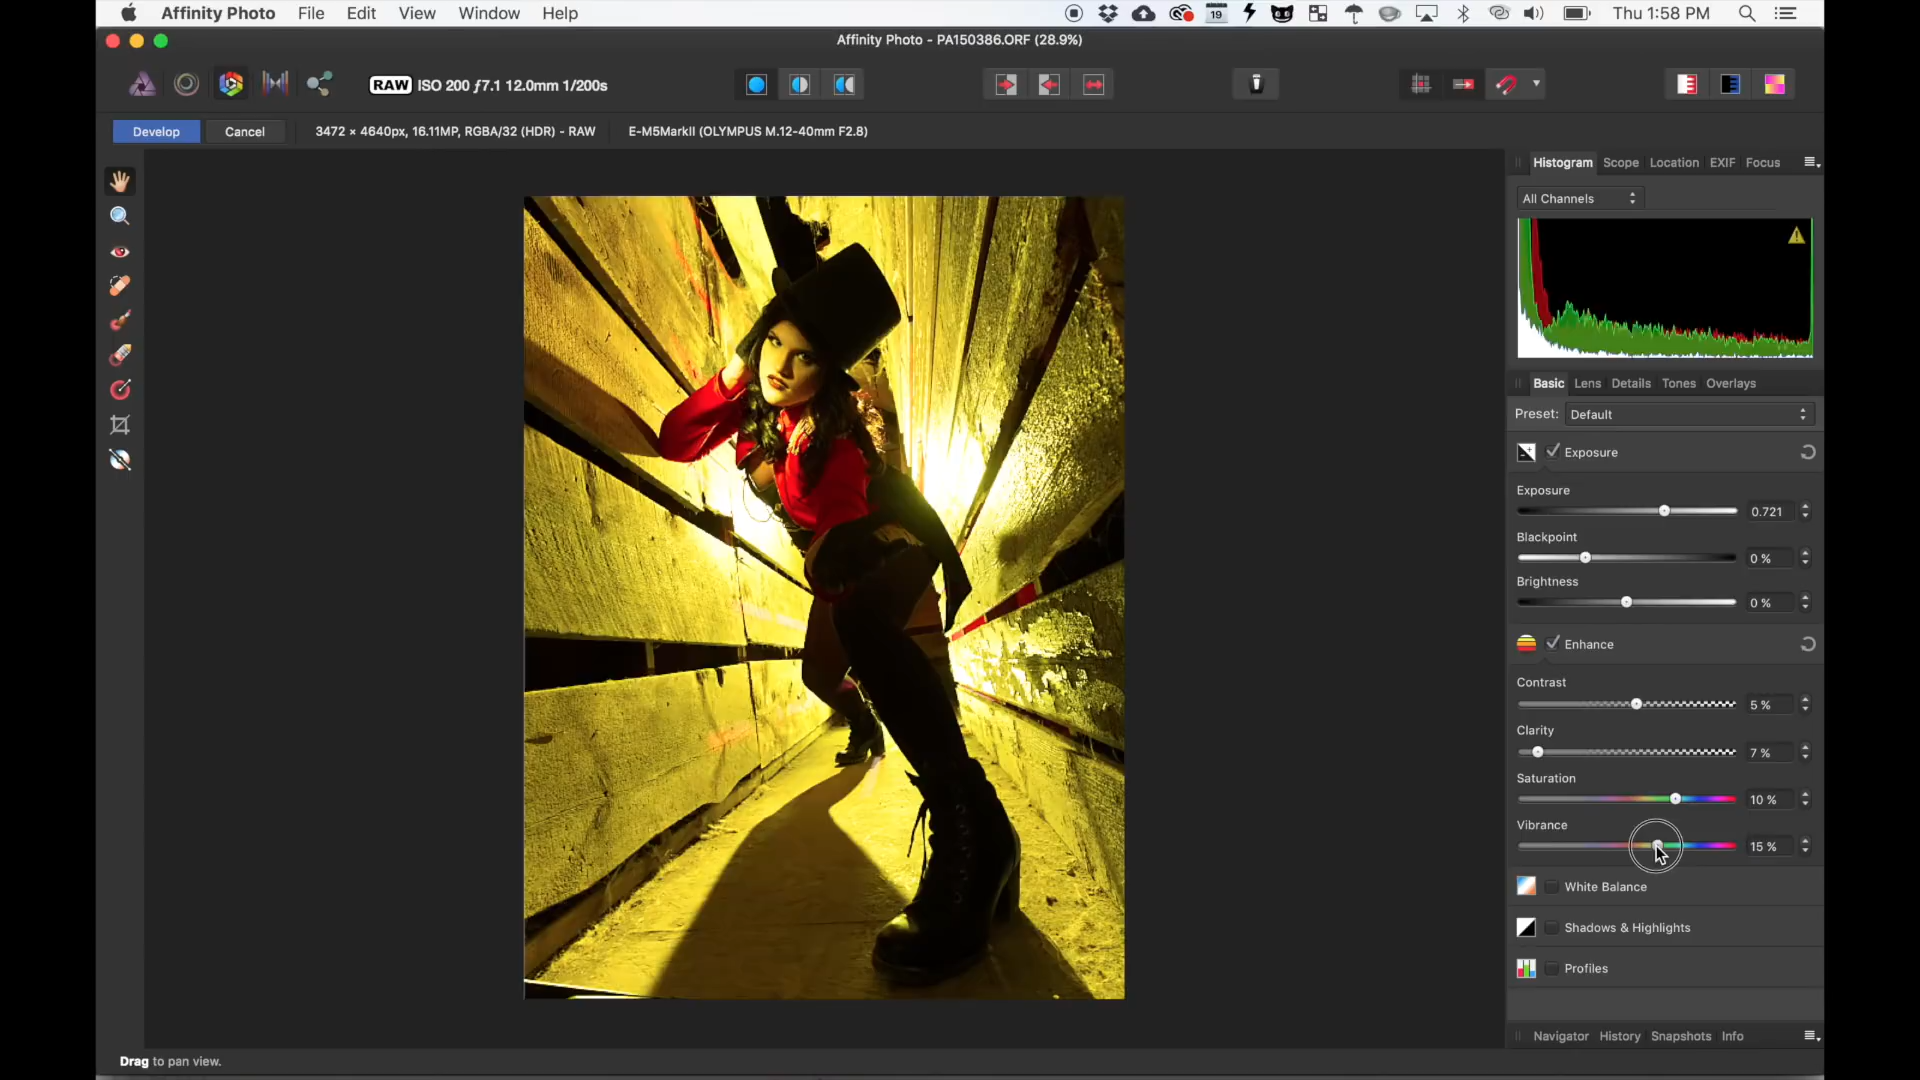 Affinity Photo File Edit View Window Help 19 Thu 1:58 PM
Affinity Photo - PA150386.ORF (28.9%)
RAW ISO 200 ƒ7.1 12.0mm 1/200s
Develop Cancel 3472 × 4640px, 16.11MP, RGBA/32 (HDR) - RAW E-M5MarkII (OLYMPUS M.12-40mm F2.8)
Histogram Scope Location EXIF Focus
All Channels
Basic Lens Details Tones Overlays
Preset: Default
Exposure
Exposure
0.721
Blackpoint
0 %
Brightness
0 %
Enhance
Contrast
5 %
Clarity
7 %
Saturation
10 %
Vibrance
15 %
White Balance
Shadows & Highlights
Profiles
Navigator History Snapshots Info
Drag to pan view.